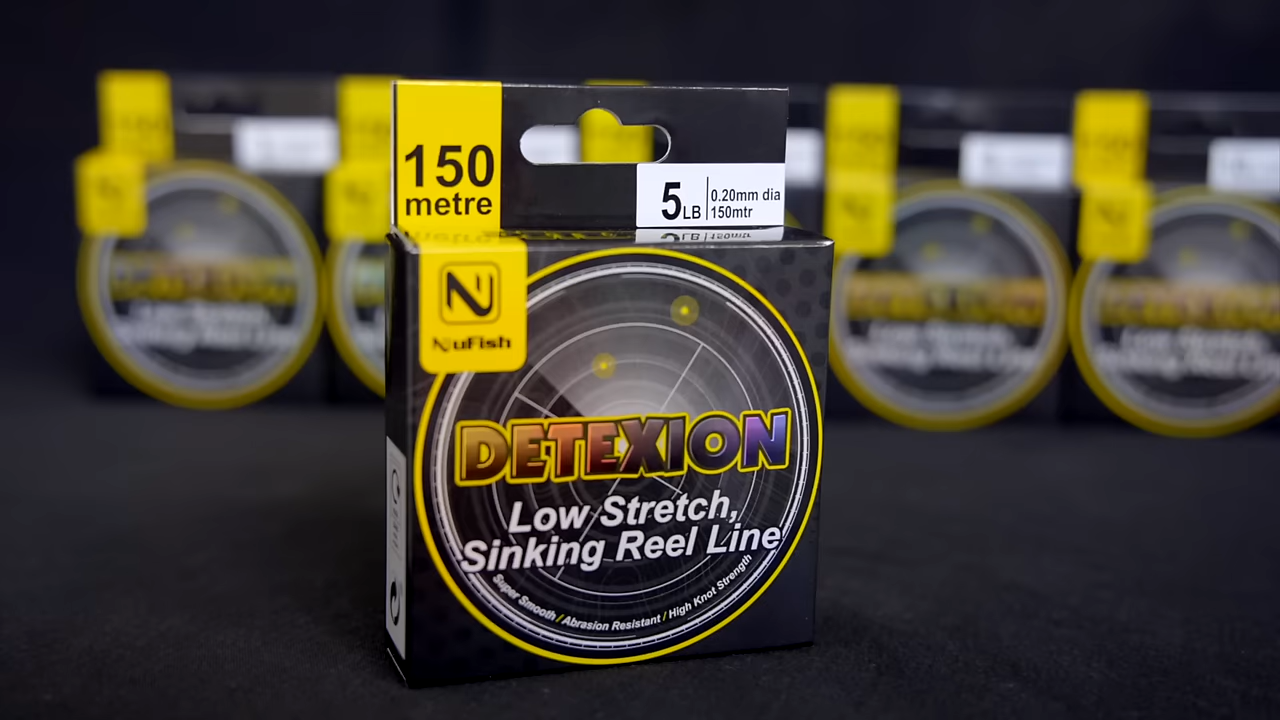 150
metre
5LB
0.20mm dia
150mtr
N
NuFish
DETEXION
Low Stretch,
Sinking Reel Line
Super Smooth / Abrasion Resistant / High Knot Strength